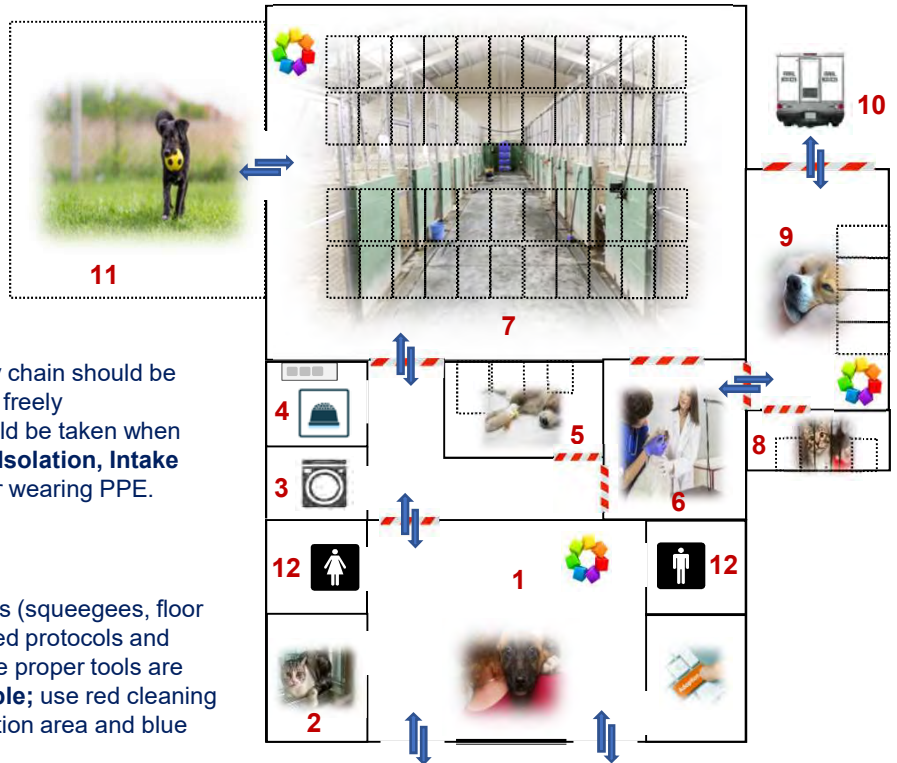 10
9
11
7
chain should be
freely
4
ld be taken when
5
8
Isolation, Intake
3
6
r wearing PPE.
12
1
12
s (squeegees, floor
ed protocols and
e proper tools are
ble; use red cleaning
2
tion area and blue